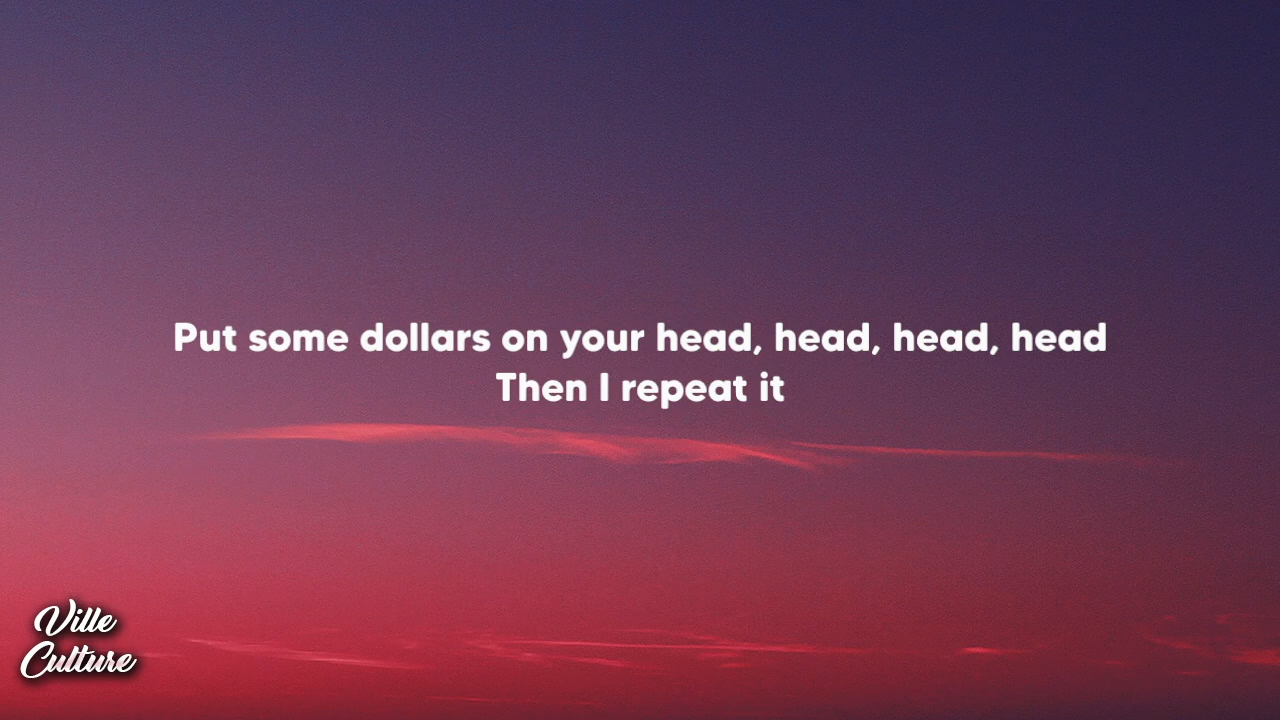 Put some dollars on your head, head, head, head
Then I repeat it
Ville
Culture